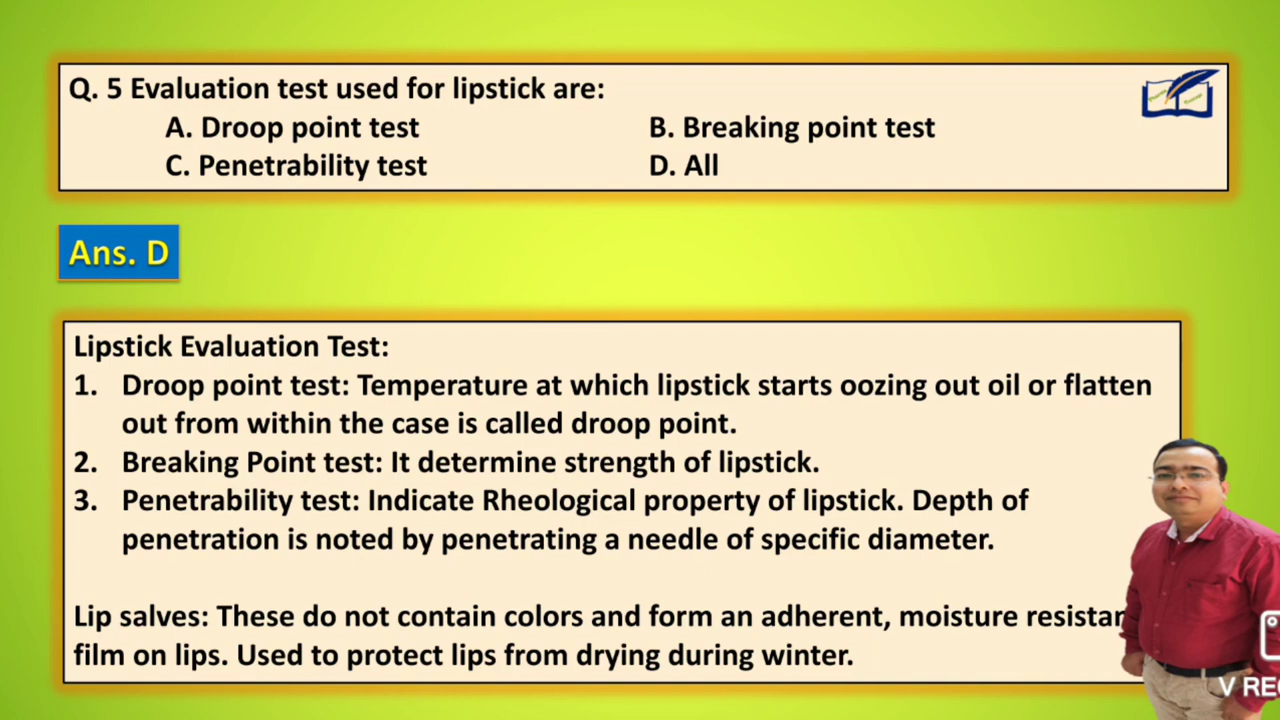 Q. 5 Evaluation test used for lipstick are:
A. Droop point test B. Breaking point test
C. Penetrability test D. All
Ans. D
Lipstick Evaluation Test:
1. Droop point test: Temperature at which lipstick starts oozing out oil or flatten
out from within the case is called droop point.
2. Breaking Point test: It determine strength of lipstick.
3. Penetrability test: Indicate Rheological property of lipstick. Depth of
penetration is noted by penetrating a needle of specific diameter.
Lip salves: These do not contain colors and form an adherent, moisture resistan
film on lips. Used to protect lips from drying during winter.
V REC